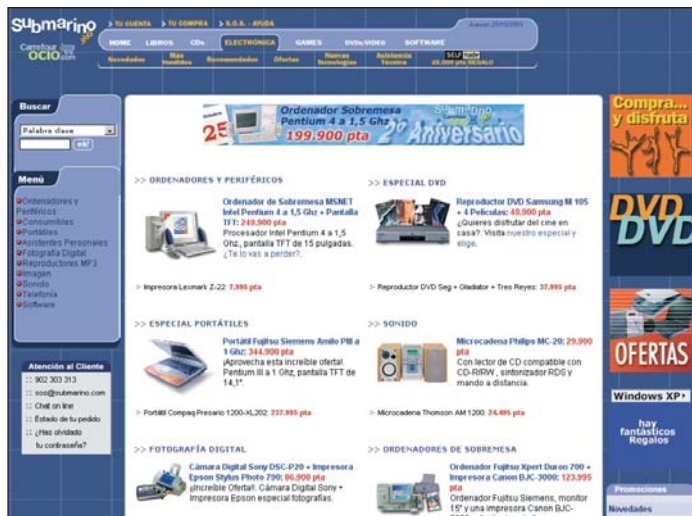 submarino
Carrefour
OCIO.com
> TU CUENTA > TU COMPRA > S.O.S. - AYUDA
HOME LIBROS CDs ELECTRÓNICA GAMES DVDs/VIDEO SOFTWARE
Novedades Más Vendidos Recomendados Ofertas Nuevas Tecnologías Asistencia Técnica 25.000 pta REGALO
Buscar
Palabra clave
ok!
Menú
Ordenadores y
Periféricos
Consumibles
Portátiles
Asistentes Personales
Fotografía Digital
Reproductores MP3
Imagen
Sonido
Telefonía
Software
Atención al Cliente
:: 902 303 313
:: sos@submarino.com
:: Chat on line
:: Estado de tu pedido
:: ¿Has olvidado
tu contraseña?
25
Ordenador Sobremesa
Pentium 4 a 1,5 Ghz
199.900 pta
submarino
2º Aniversario
>> ORDENADORES Y PERIFÉRICOS
Ordenador de Sobremesa MSNET
Intel Pentium 4 a 1,5 Ghz + Pantalla
TFT: 249.900 pta
Procesador Intel Pentium 4 a 1,5
Ghz, pantalla TFT de 15 pulgadas.
¿Te lo vas a perder?.
> Impresora Lexmark Z-22: 7.995 pta
>> ESPECIAL DVD
Reproductor DVD Samsung M 105
+ 4 Películas: 49.900 pta
¿Quieres disfrutar del cine en
casa?. Visita nuestro especial y
elige.
> Reproductor DVD Seg + Gladiator + Tres Reyes: 37.995 pta
>> ESPECIAL PORTÁTILES
Portátil Fujitsu Siemens Amilo PIII a
1 Ghz: 344.900 pta
¡Aprovecha esta increíble oferta!.
Pentium III a 1 Ghz, pantalla TFT de
14,1".
> Portátil Compaq Presario 1200-XL202: 237.995 pta
>> SONIDO
Microcadena Philips MC-20: 29.900
pta
Con lector de CD compatible con
CD-R/RW , sintonizador RDS y
mando a distancia.
> Microcadena Thomson AM 1200: 24.495 pta
>> FOTOGRAFÍA DIGITAL
Cámara Digital Sony DSC-P20 + Impresora
Epson Stylus Photo 790: 86.900 pta
¡Increíble Oferta!!. Cámara Digital Sony +
Impresora Epson especial fotografías.
>> ORDENADORES DE SOBREMESA
Ordenador Fujitsu Xpert Duron 700 +
Impresora Canon BJC-3000: 123.995
pta
Ordenador Fujitsu Siemens, monitor
15" y una impresora Canon BJC-
Compra...
y disfruta
DVD
DVD
OFERTAS
Windows XP
hay
fantásticos
Regalos
Promociones
Novedades